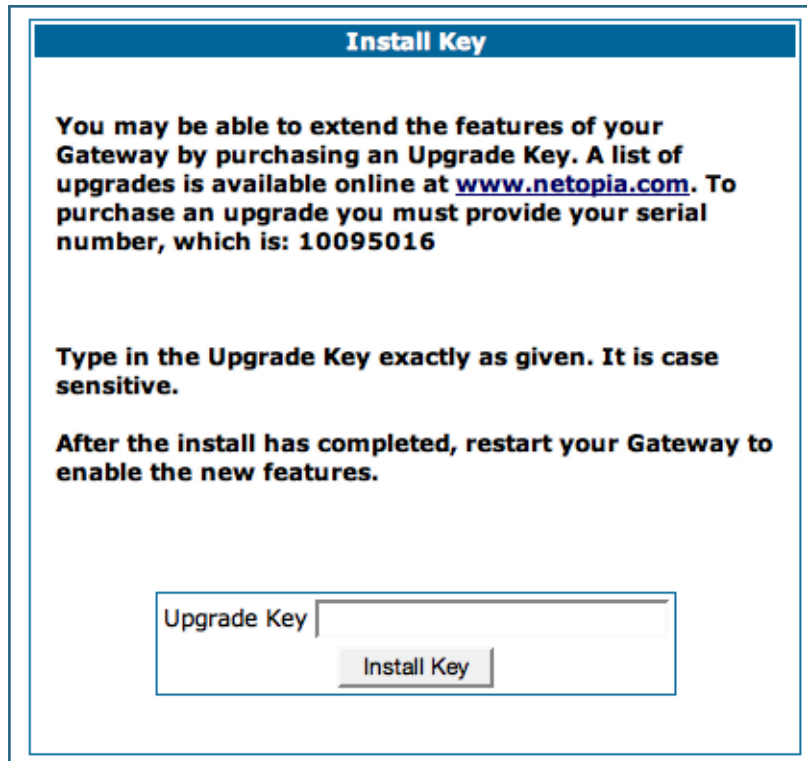 Install Key
You may be able to extend the features of your
Gateway by purchasing an Upgrade Key. A list of
upgrades is available online at www.netopia.com. To
purchase an upgrade you must provide your serial
number, which is: 10095016
Type in the Upgrade Key exactly as given. It is case
sensitive.
After the install has completed, restart your Gateway to
enable the new features.
Upgrade Key
Install Key